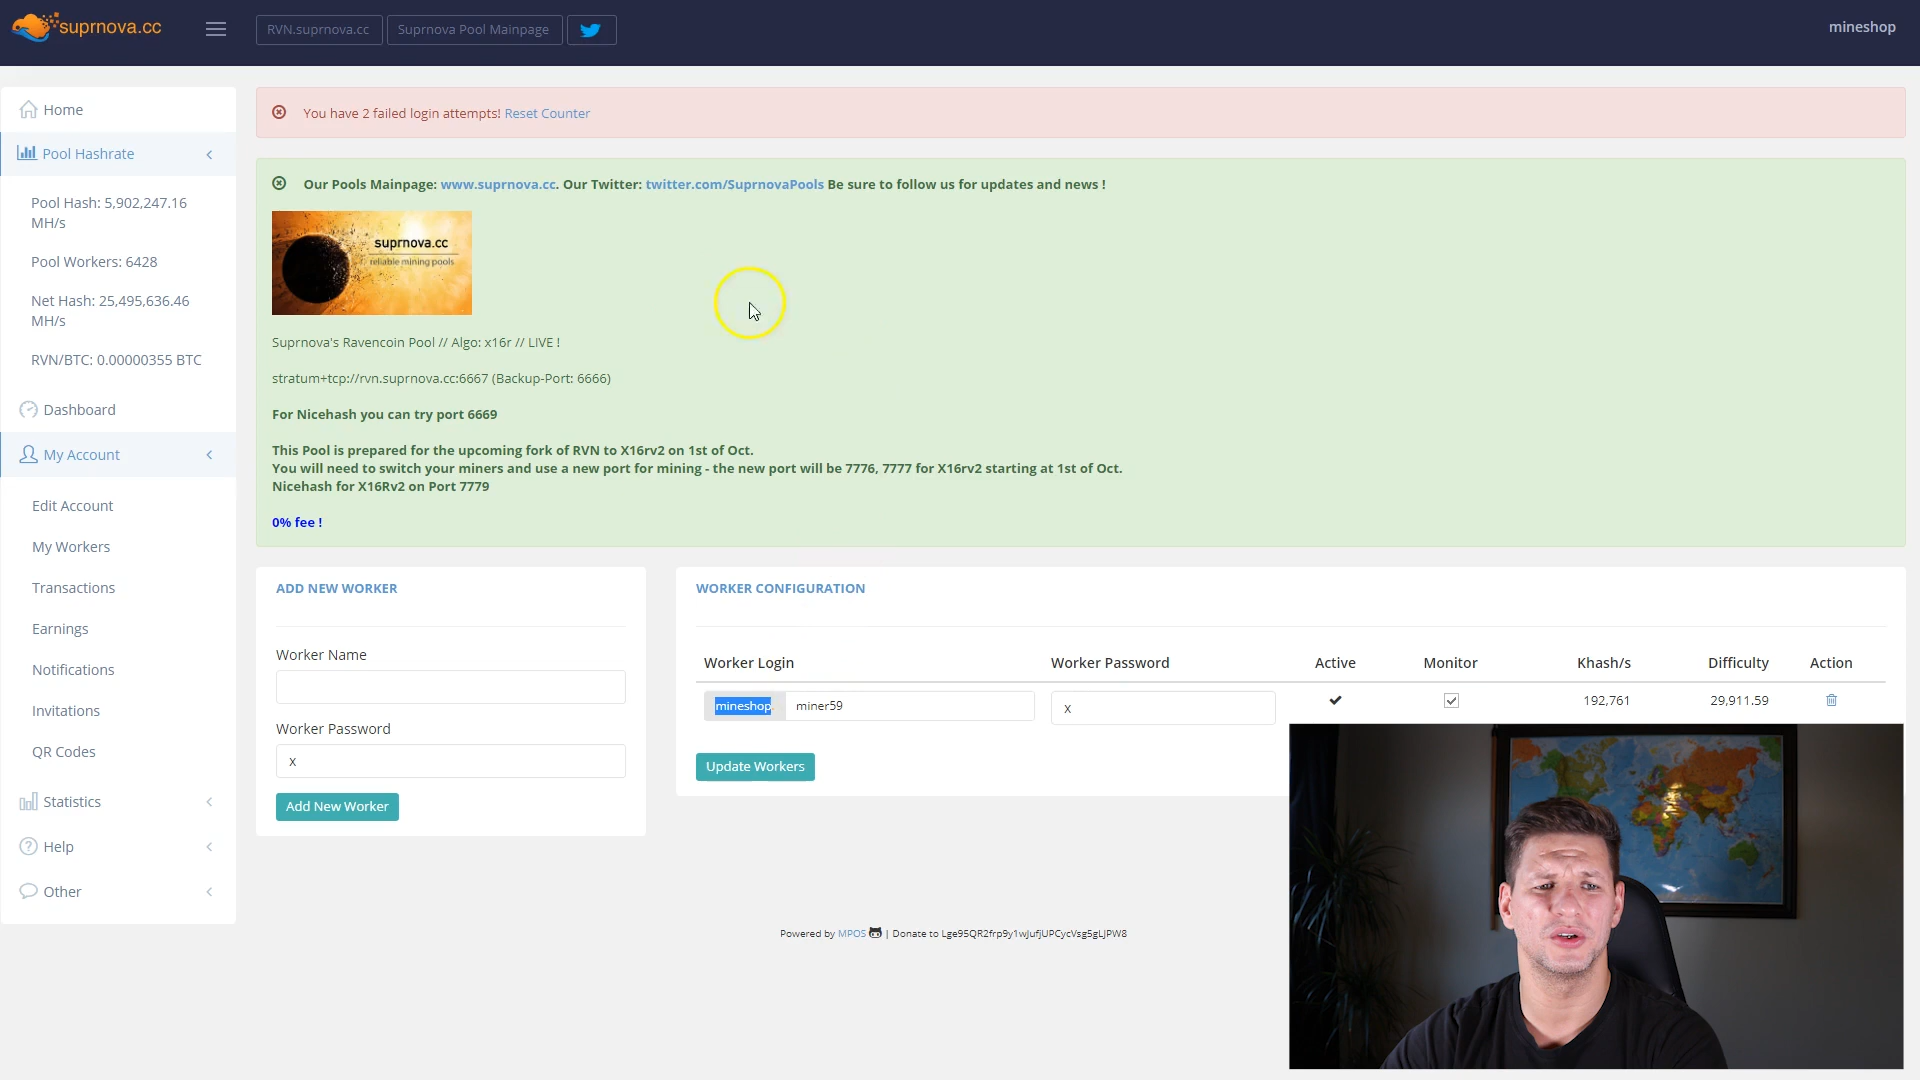 suprnova.cc
RVN.suprnova.cc
Suprnova Pool Mainpage
mineshop
Home
Pool Hashrate
Pool Hash: 5,902,247.16
MH/s
Pool Workers: 6428
Net Hash: 25,495,636.46
MH/s
RVN/BTC: 0.00000355 BTC
Dashboard
My Account
Edit Account
My Workers
Transactions
Earnings
Notifications
Invitations
QR Codes
Statistics
Help
Other
You have 2 failed login attempts! Reset Counter
Our Pools Mainpage: www.suprnova.cc. Our Twitter: twitter.com/SuprnovaPools Be sure to follow us for updates and news !
suprnova.cc
reliable mining pools
Suprnova's Ravencoin Pool // Algo: x16r // LIVE !
stratum+tcp://rvn.suprnova.cc:6667 (Backup-Port: 6666)
For Nicehash you can try port 6669
This Pool is prepared for the upcoming fork of RVN to X16rv2 on 1st of Oct.
You will need to switch your miners and use a new port for mining - the new port will be 7776, 7777 for X16rv2 starting at 1st of Oct.
Nicehash for X16Rv2 on Port 7779
0% fee !
ADD NEW WORKER
Worker Name
Worker Password
x
Add New Worker
WORKER CONFIGURATION
Worker Login Worker Password Active Monitor Khash/s Difficulty Action
mineshop. miner59 x 192,761 29,911.59
Update Workers
Powered by MPOS | Donate to Lge95QR2frp9y1wJufjUPCycVsg5gLJPW8